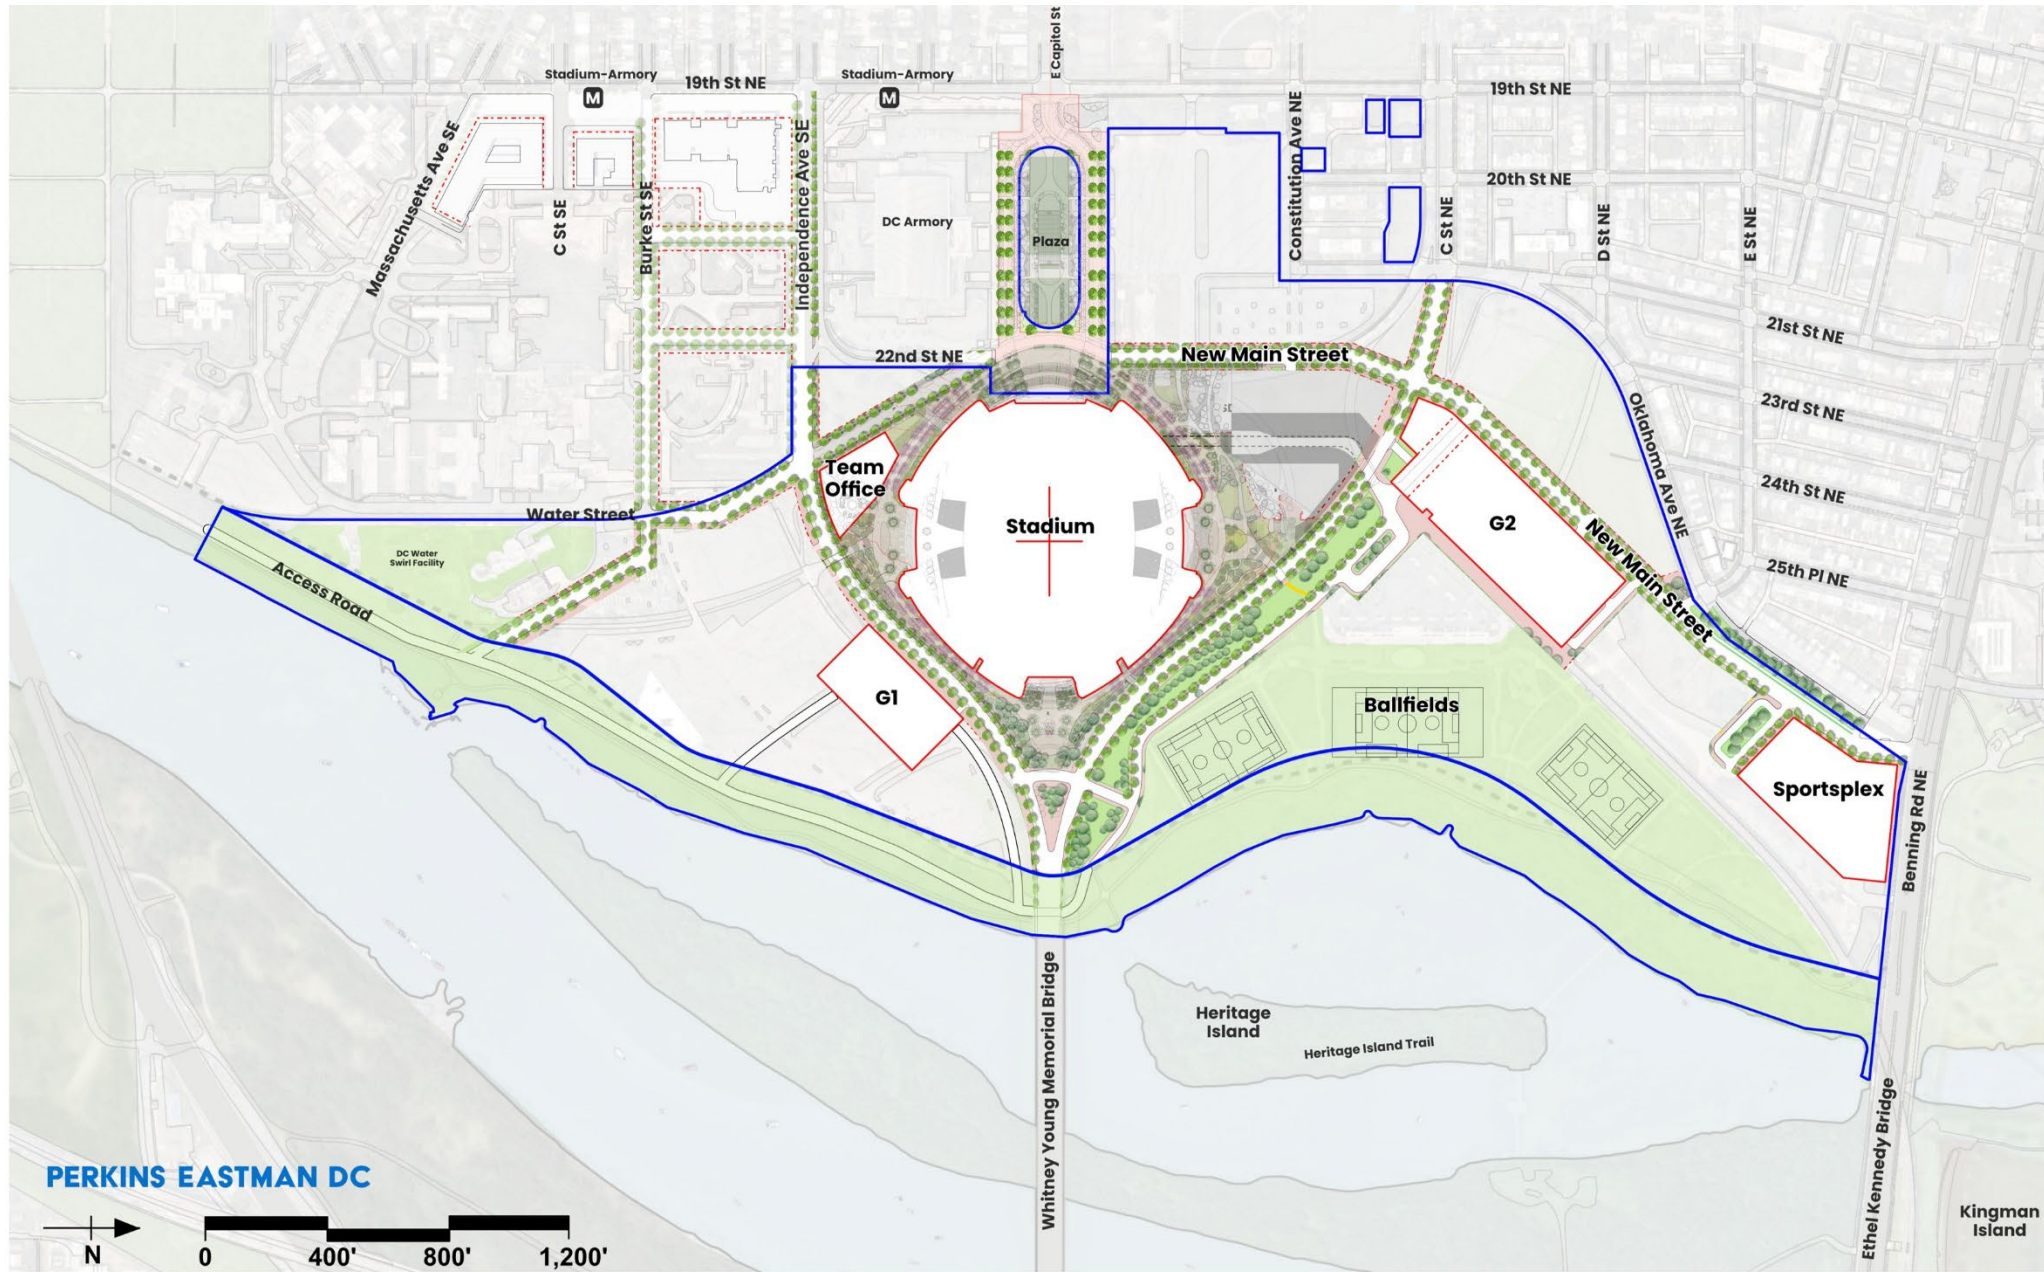 E Capitol St
Stadium-Armory
M
19th St NE
Stadium-Armory
M
19th St NE
Massachusetts Ave SE
C St SE
Burke St SE
Independence Ave SE
DC Armory
Plaza
Constitution Ave NE
20th St NE
C St NE
D St NE
E St NE
22nd St NE
New Main Street
21st St NE
23rd St NE
24th St NE
25th Pl NE
Oklahoma Ave NE
Team
Office
Stadium
G2
New Main Street
Water Street
DC Water
Swirl Facility
Access Road
G1
Ballfields
Sportsplex
Benning Rd NE
Heritage
Island
Heritage Island Trail
Whitney Young Memorial Bridge
Ethel Kennedy Bridge
Kingman
Island
PERKINS EASTMAN DC
N
0
400'
800'
1,200'